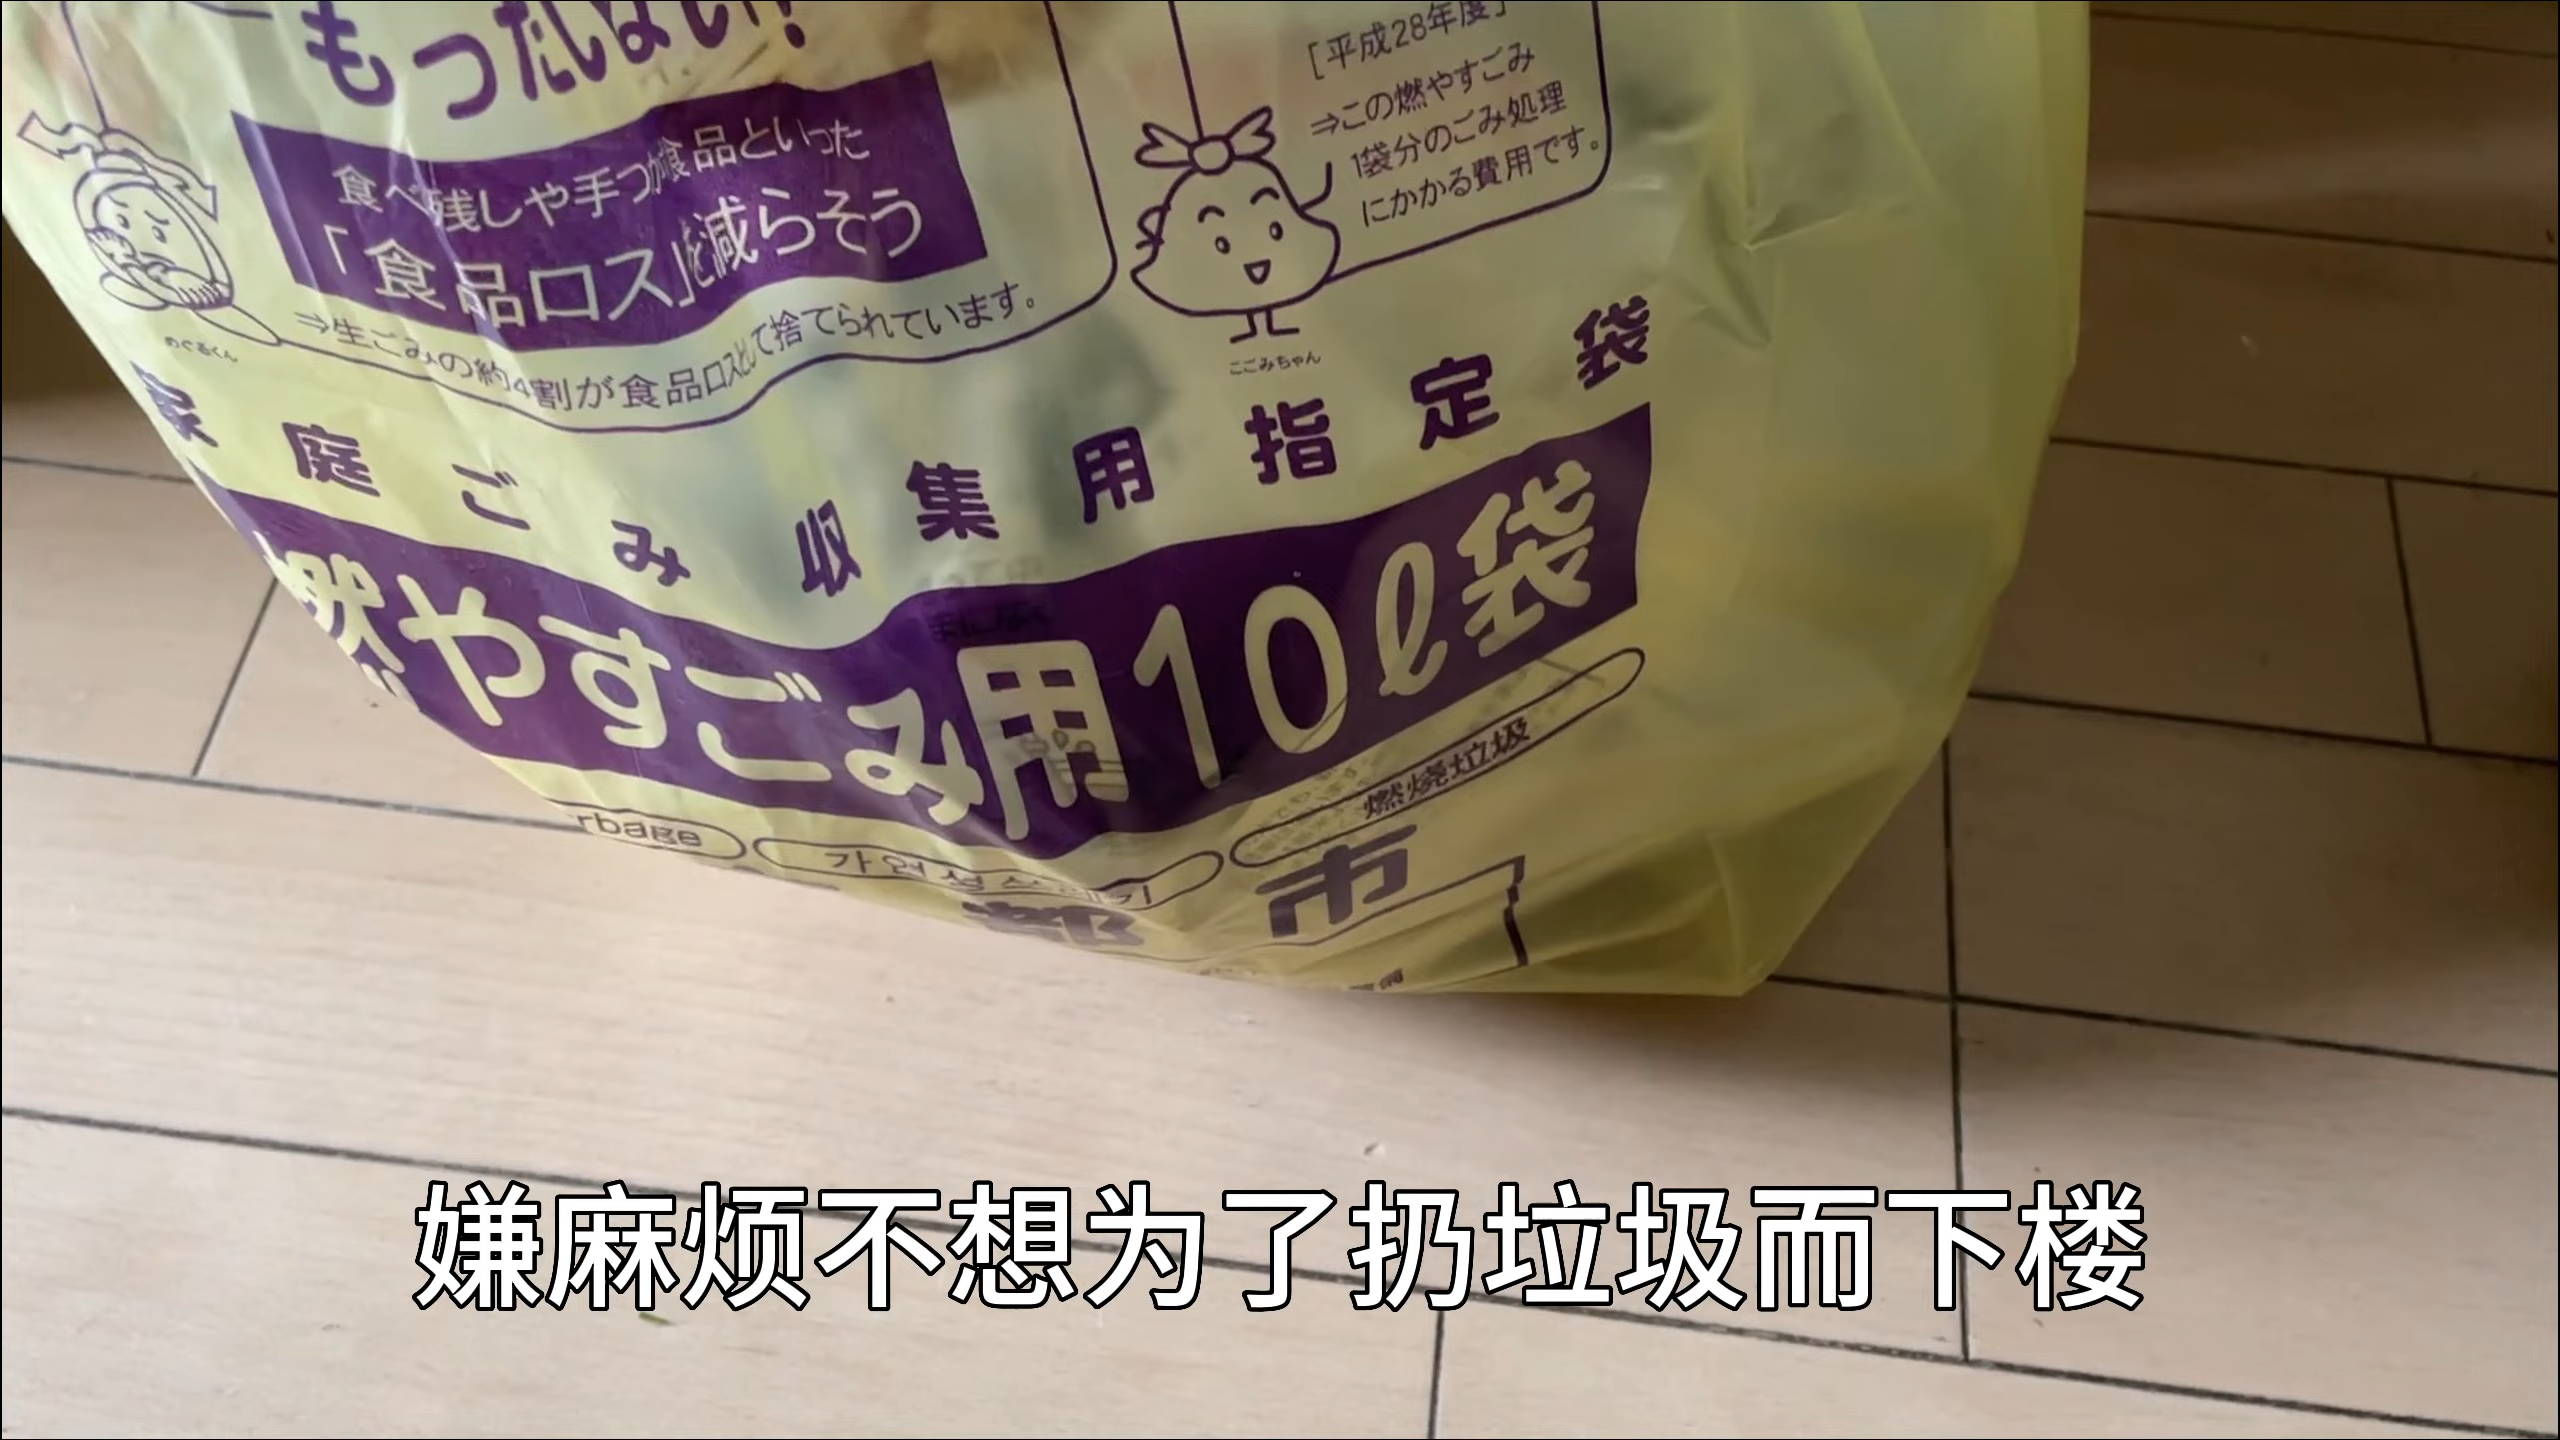 もったいない!
食べ残しや手つかず食品といった
「食品ロス」を減らそう
⇒生ごみの約4割が食品ロスとして捨てられています。
めぐるくん
[平成28年度]
⇒この燃やすごみ
1袋分のごみ処理
にかかる費用です。
こごみちゃん
家庭ごみ収集用指定袋
燃やすごみ用10ℓ袋
rbage
가연성쓰레기
燃烧垃圾
都市
嫌麻烦不想为了扔垃圾而下楼